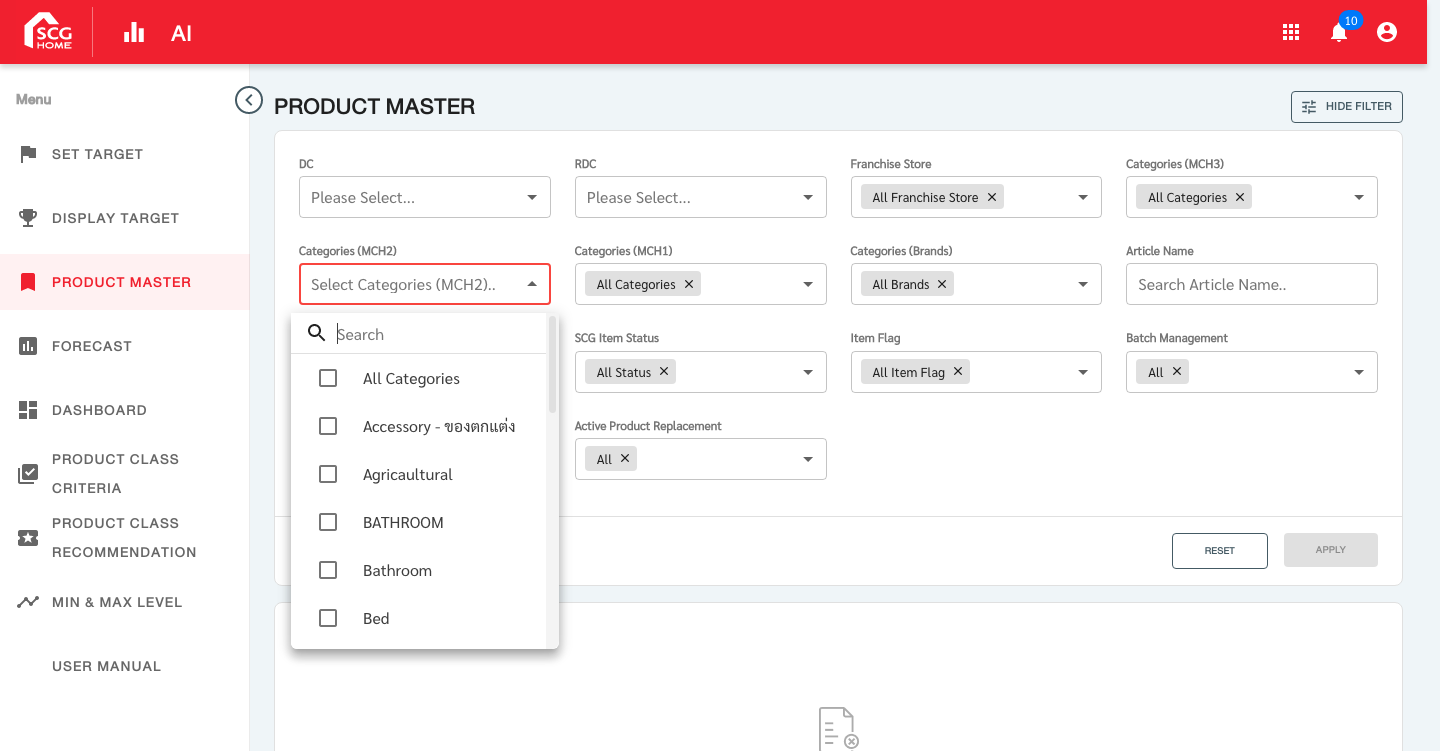 SCG
HOME
AI
10
Menu
SET TARGET
DISPLAY TARGET
PRODUCT MASTER
FORECAST
DASHBOARD
PRODUCT CLASS
CRITERIA
PRODUCT CLASS
RECOMMENDATION
MIN & MAX LEVEL
USER MANUAL
PRODUCT MASTER
HIDE FILTER
DC
RDC
Franchise Store
Categories (MCH3)
Please Select...
Please Select...
All Franchise Store
All Categories
Categories (MCH2)
Categories (MCH1)
Categories (Brands)
Article Name
Select Categories (MCH2)..
All Categories
All Brands
Search Article Name..
Search
All Categories
Accessory - ของตกแต่ง
Agricaultural
BATHROOM
Bathroom
Bed
SCG Item Status
Item Flag
Batch Management
All Status
All Item Flag
All
Active Product Replacement
All
RESET
APPLY